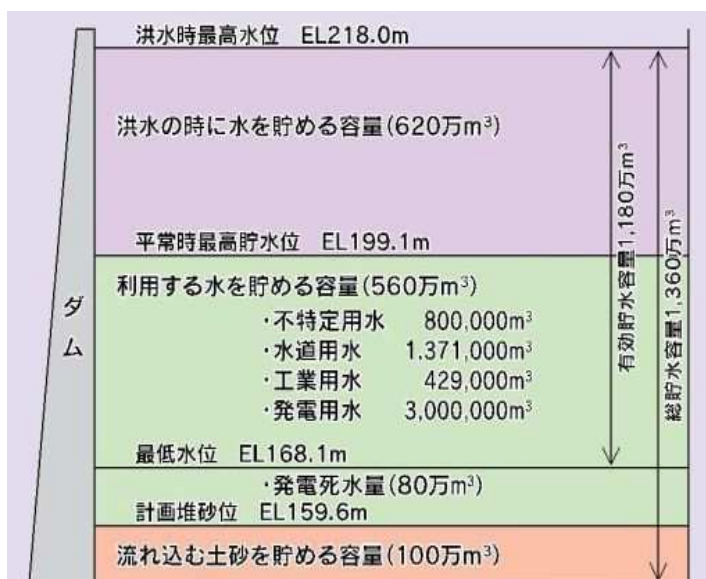 洪水時最高水位 EL218.0m
洪水の時に水を貯める容量(620万m³)
平常時最高貯水位 EL199.1m
利用する水を貯める容量(560万m³)
・不特定用水 800,000m³
・水道用水 1.371,000m³
・工業用水 429,000m³
・発電用水 3,000,000m³
最低水位 EL168.1m
・発電死水量(80万m³)
計画堆砂位 EL159.6m
流れ込む土砂を貯める容量(100万m³)
ダム
有効貯水容量1,180万m³
総貯水容量1,360万m³